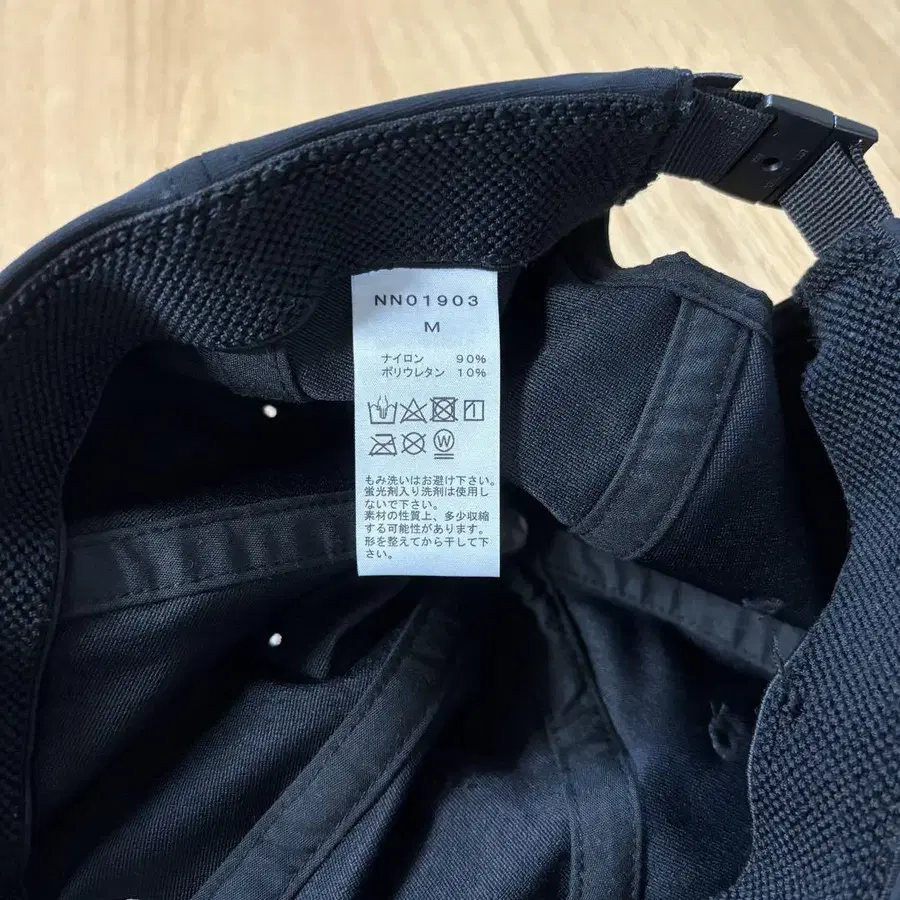 NN01903
M
ナイロン 90%
ポリウレタン 10%
W
もみ洗いはお避け下さい。
蛍光剤入り洗剤は使用し
ないで下さい。
素材の性質上、多少収縮
する可能性があります。
形を整えてから干して下
さい。